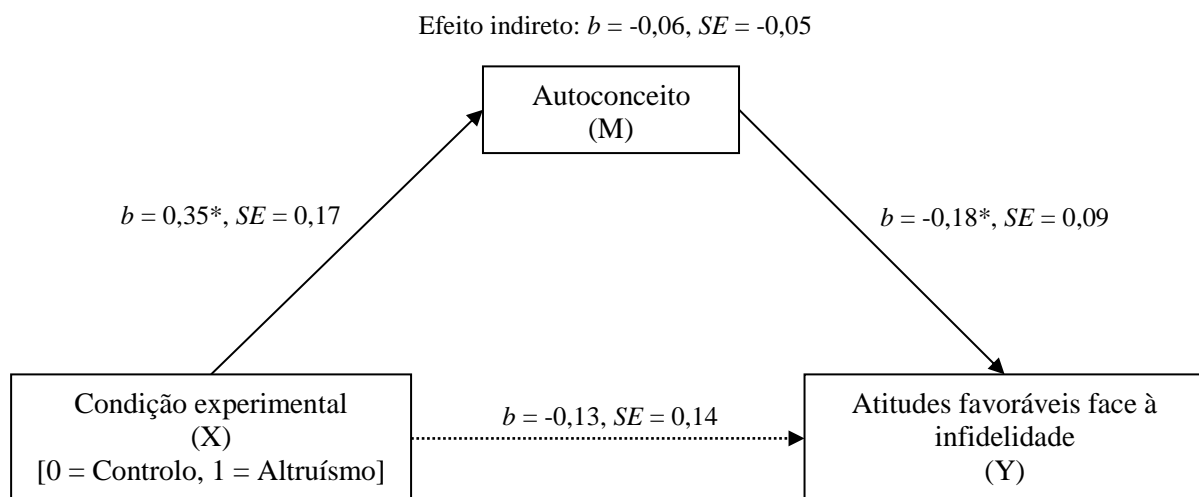 Efeito indireto: b = -0,06, SE = -0,05
Autoconceito
(M)
b = 0,35*, SE = 0,17
b = -0,18*, SE = 0,09
Condição experimental
(X)
[0 = Controlo, 1 = Altruísmo]
b = -0,13, SE = 0,14
Atitudes favoráveis face à
infidelidade
(Y)